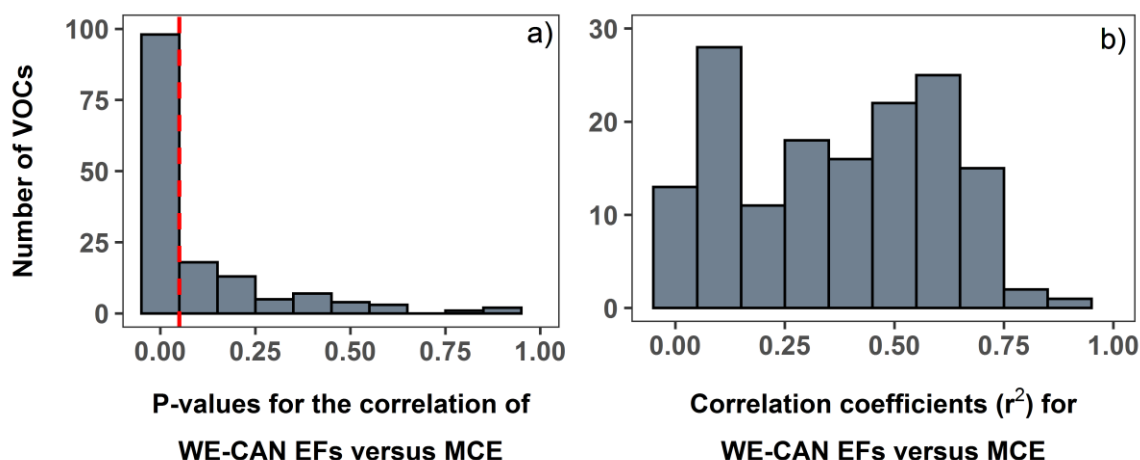 a)
Number of VOCs
100
75
50
25
0
0.00 0.25 0.50 0.75 1.00
P-values for the correlation of
WE-CAN EFs versus MCE
b)
30
20
10
0
0.00 0.25 0.50 0.75 1.00
Correlation coefficients (r²) for
WE-CAN EFs versus MCE